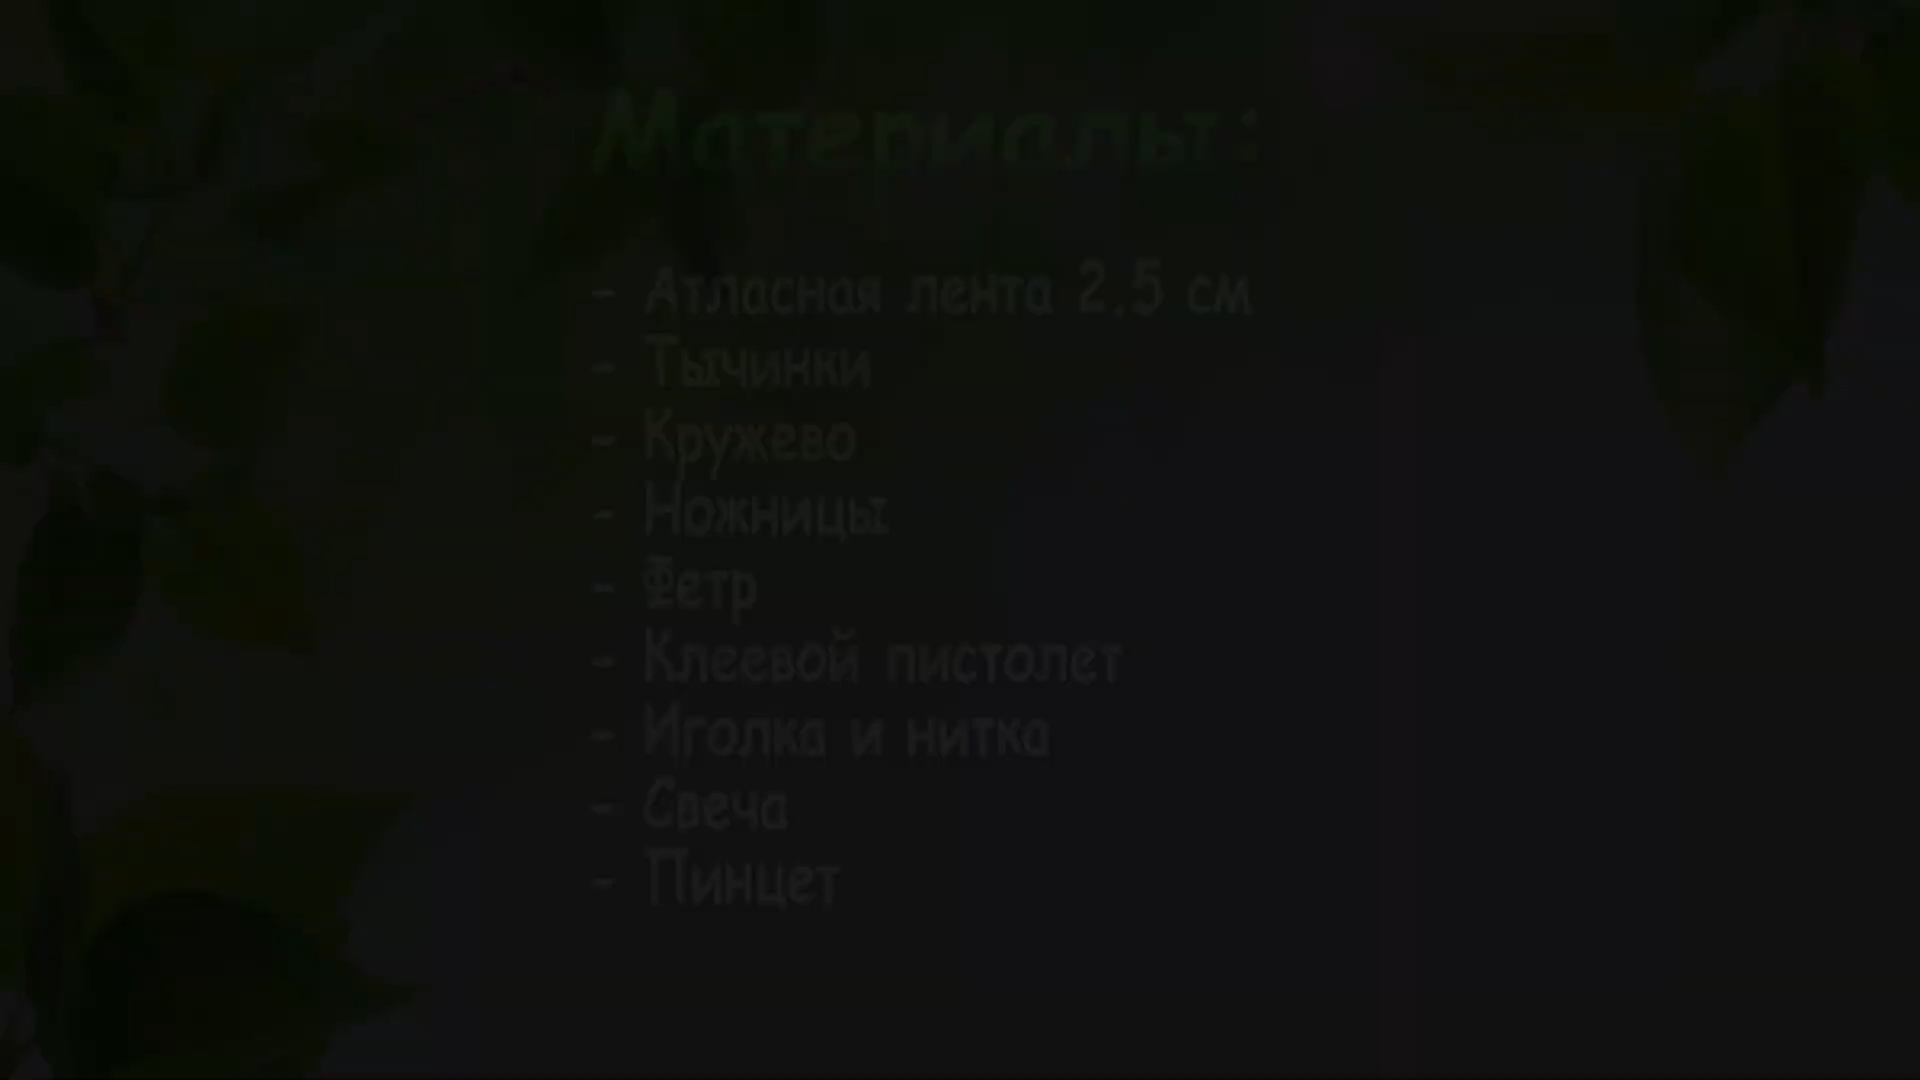 Материалы:
- Атласная лента 2.5 см
- Тычинки
- Кружево
- Ножницы
- Фетр
- Клеевой пистолет
- Иголка и нитка
- Свеча
- Пинцет